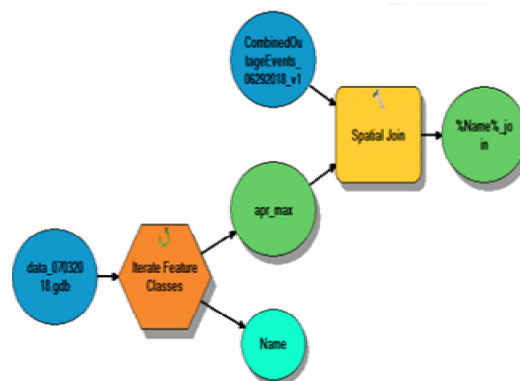 CombinedOu
tageEvents_
06292018_v1
Spatial Join
%Name%_jo
in
apr_max
data_070320
18.gdb
Iterate Feature
Classes
Name